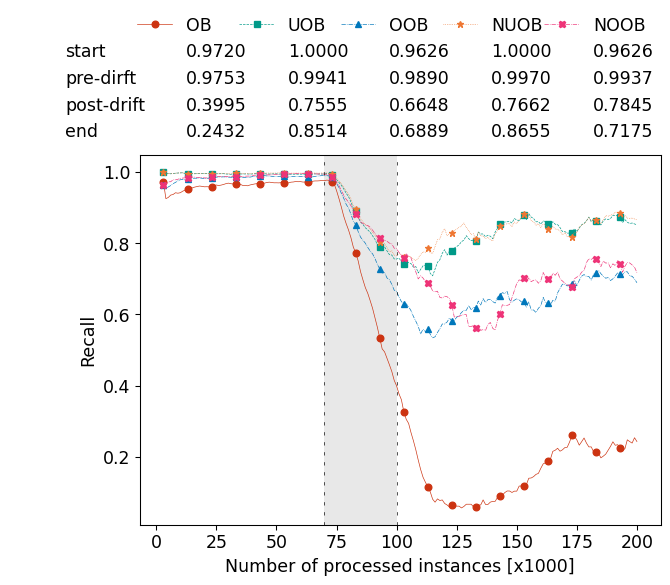 OB UOB OOB NUOB NOOB
start 0.9720 1.0000 0.9626 1.0000 0.9626
pre-dirft 0.9753 0.9941 0.9890 0.9970 0.9937
post-drift 0.3995 0.7555 0.6648 0.7662 0.7845
end 0.2432 0.8514 0.6889 0.8655 0.7175
1.0
0.8
0.6
0.4
0.2
Recall
0 25 50 75 100 125 150 175 200
Number of processed instances [x1000]